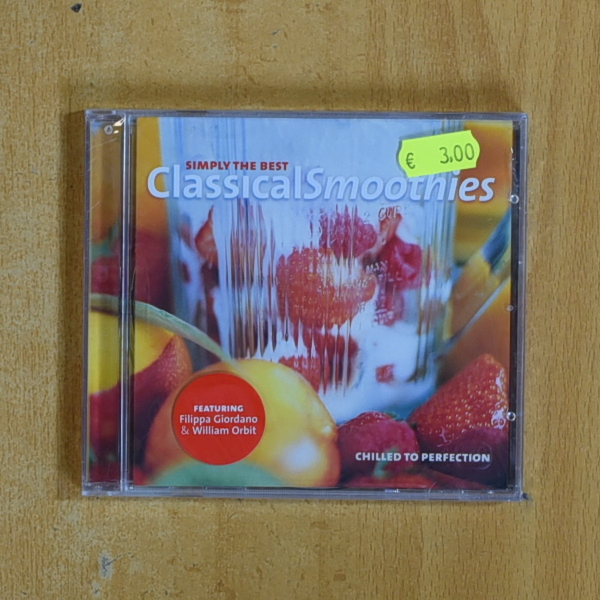 € 3,00
SIMPLY THE BEST
ClassicalSmoothies
FEATURING
Filippa Giordano
& William Orbit
CHILLED TO PERFECTION